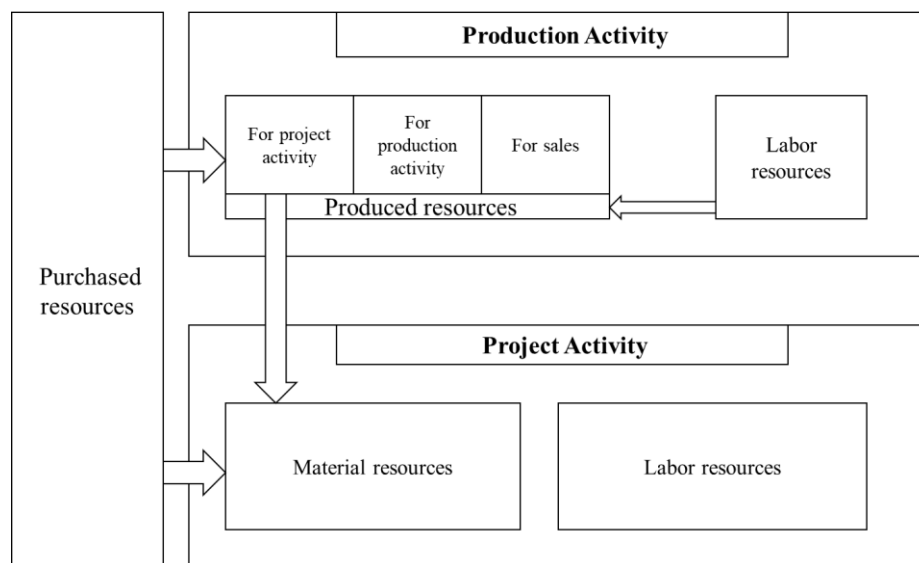 Production Activity
For project
activity
For
production
activity
For sales
Labor
resources
Produced resources
Purchased
resources
Project Activity
Material resources
Labor resources